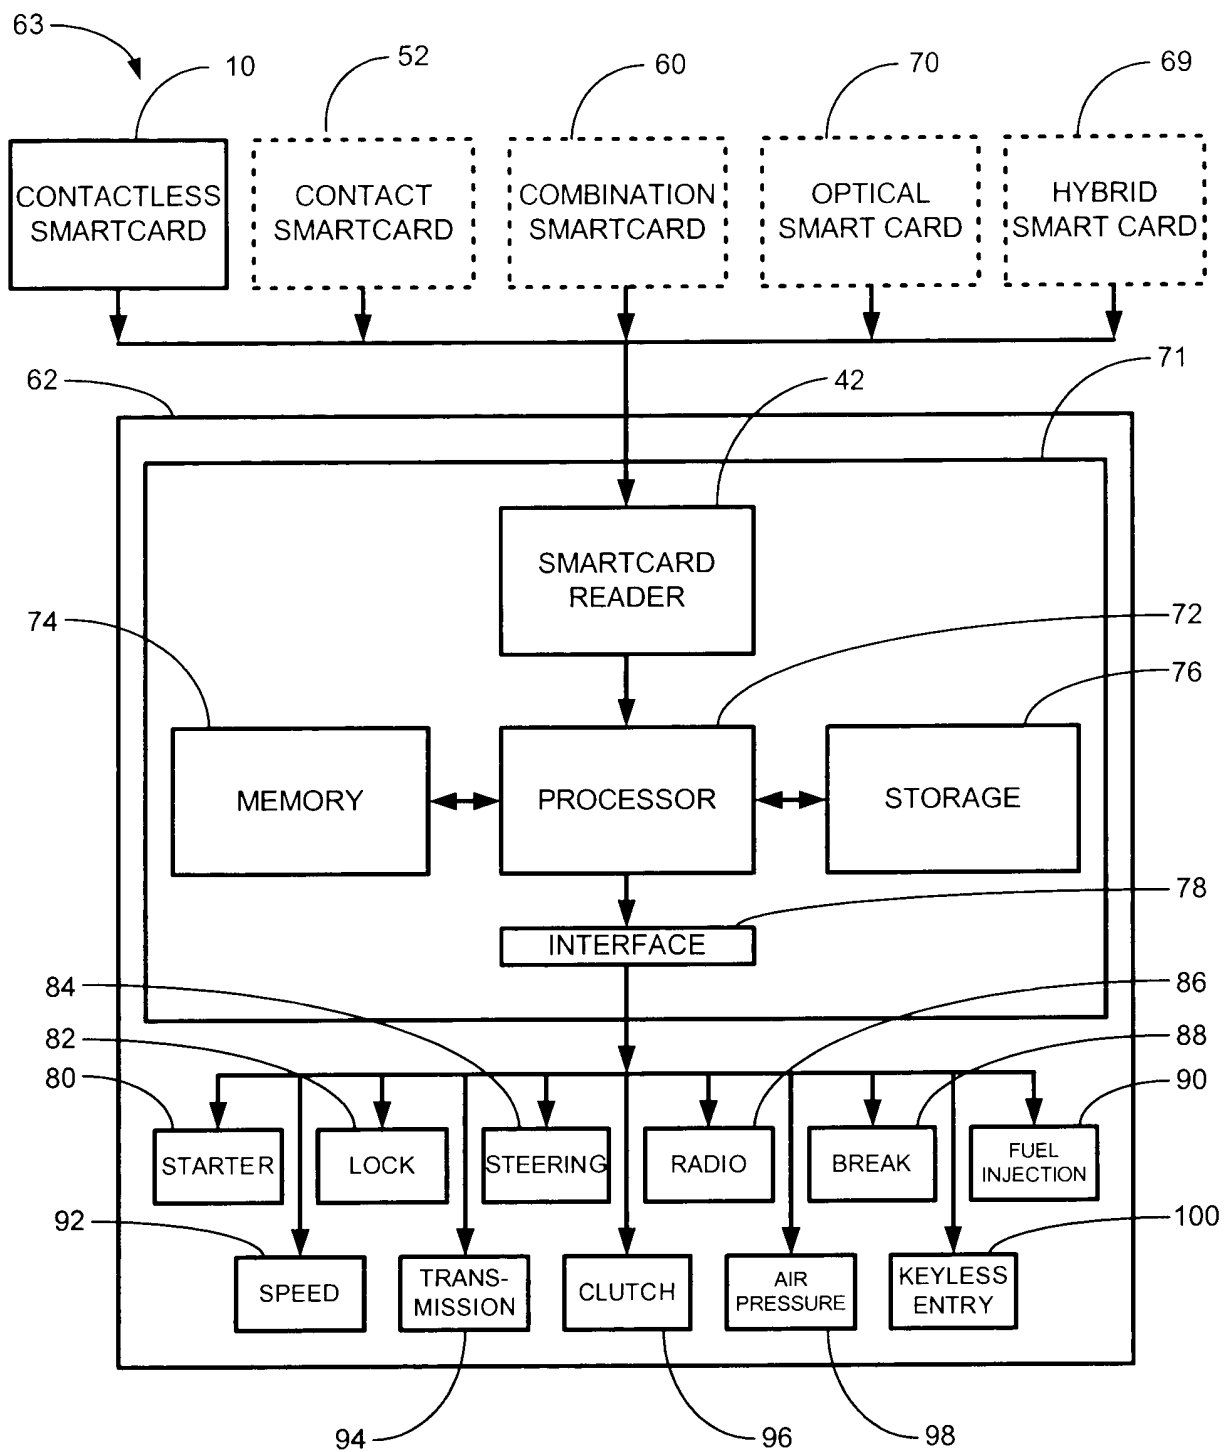 63
10
52
60
70
69
CONTACTLESS
SMARTCARD
CONTACT
SMARTCARD
COMBINATION
SMARTCARD
OPTICAL
SMART CARD
HYBRID
SMART CARD
62
42
71
SMARTCARD
READER
74
72
76
MEMORY
PROCESSOR
STORAGE
78
INTERFACE
84
86
82
88
80
90
STARTER
LOCK
STEERING
RADIO
BREAK
FUEL
INJECTION
92
100
SPEED
TRANS-
MISSION
CLUTCH
AIR
PRESSURE
KEYLESS
ENTRY
94
96
98